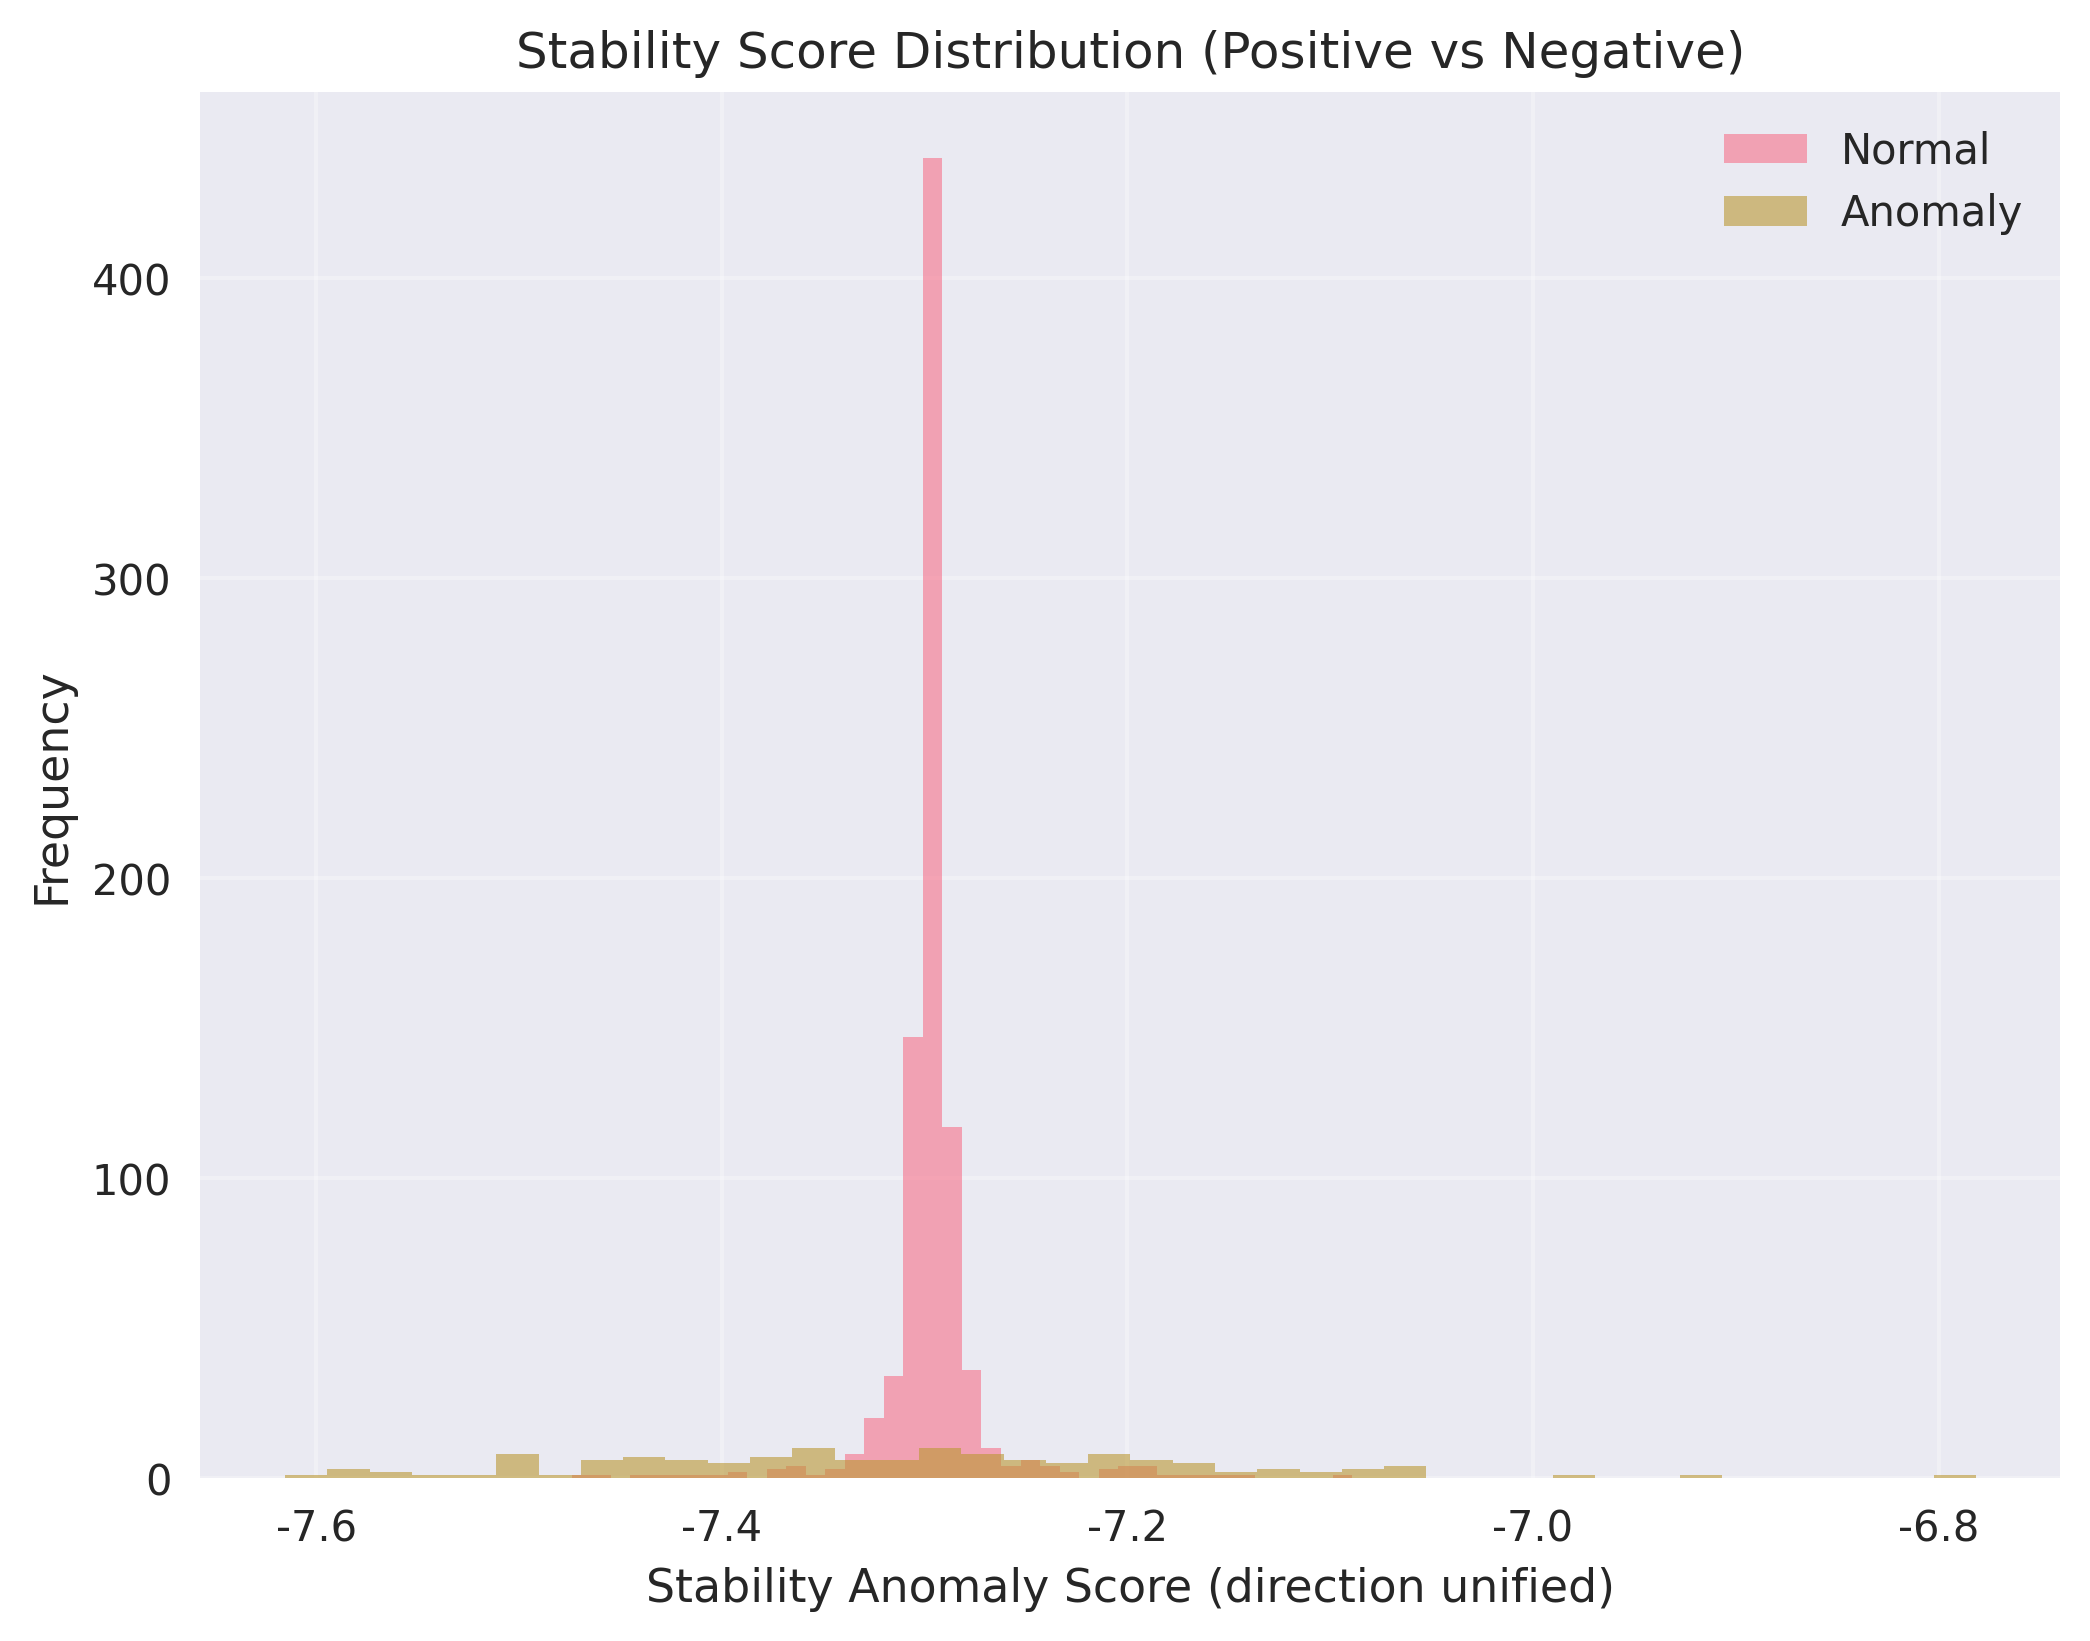 Stability Score Distribution (Positive vs Negative)
Normal
Anomaly
Frequency
400
300
200
100
0
-7.6
-7.4
-7.2
-7.0
-6.8
Stability Anomaly Score (direction unified)